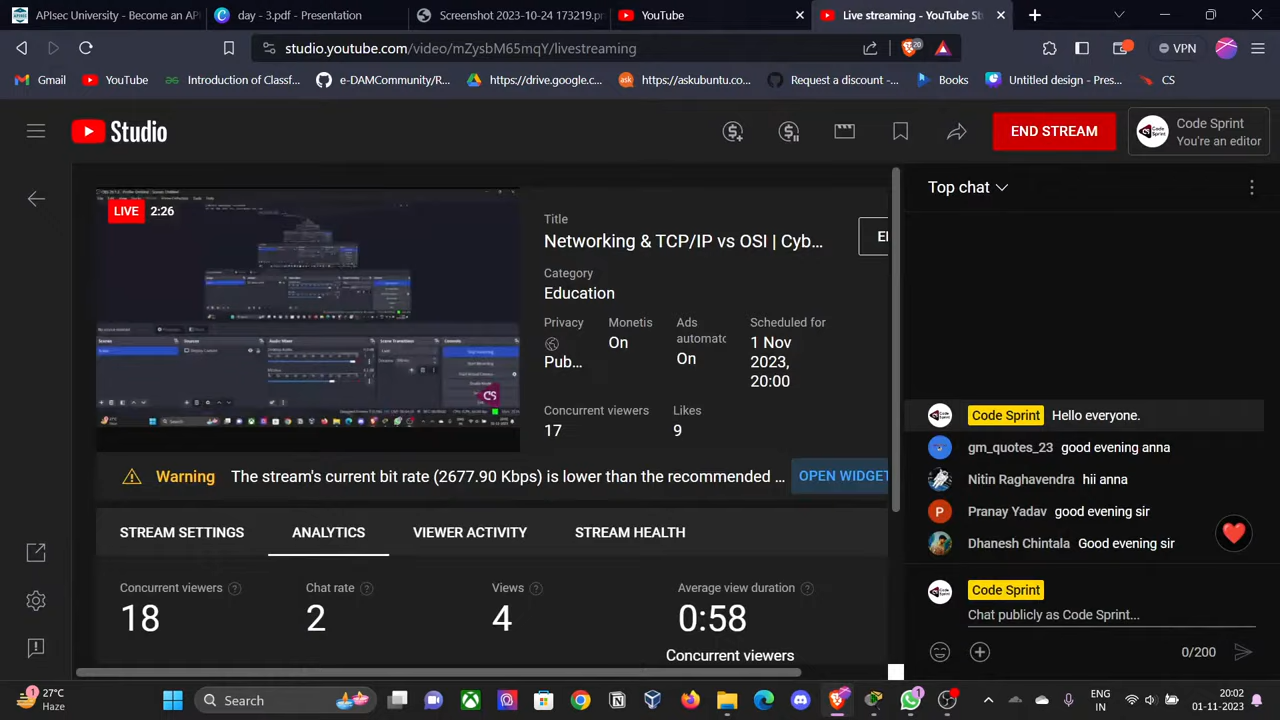 APIsec University - Become an API
day - 3.pdf - Presentation
Screenshot 2023-10-24 173219.pn
YouTube
Live streaming - YouTube St
studio.youtube.com/video/mZysbM65mqY/livestreaming
20
VPN
Gmail
YouTube
Introduction of Classf...
e-DAMCommunity/R...
https://drive.google.c...
https://askubuntu.co...
Request a discount -...
Books
Untitled design - Pres...
CS
Studio
END STREAM
Code Sprint
You're an editor
LIVE 2:26
Title
Networking & TCP/IP vs OSI | Cyb...
Category
Education
Privacy
Pub...
Monetis
On
Ads
automatc
On
Scheduled for
1 Nov
2023,
20:00
Concurrent viewers
17
Likes
9
Warning The stream's current bit rate (2677.90 Kbps) is lower than the recommended ...
OPEN WIDGET
STREAM SETTINGS
ANALYTICS
VIEWER ACTIVITY
STREAM HEALTH
Concurrent viewers
18
Chat rate
2
Views
4
Average view duration
0:58
Concurrent viewers
Top chat
Code Sprint Hello everyone.
gm_quotes_23 good evening anna
Nitin Raghavendra hii anna
Pranay Yadav good evening sir
Dhanesh Chintala Good evening sir
Code Sprint
Chat publicly as Code Sprint...
0/200
27°C
Haze
Search
ENG
IN
20:02
01-11-2023